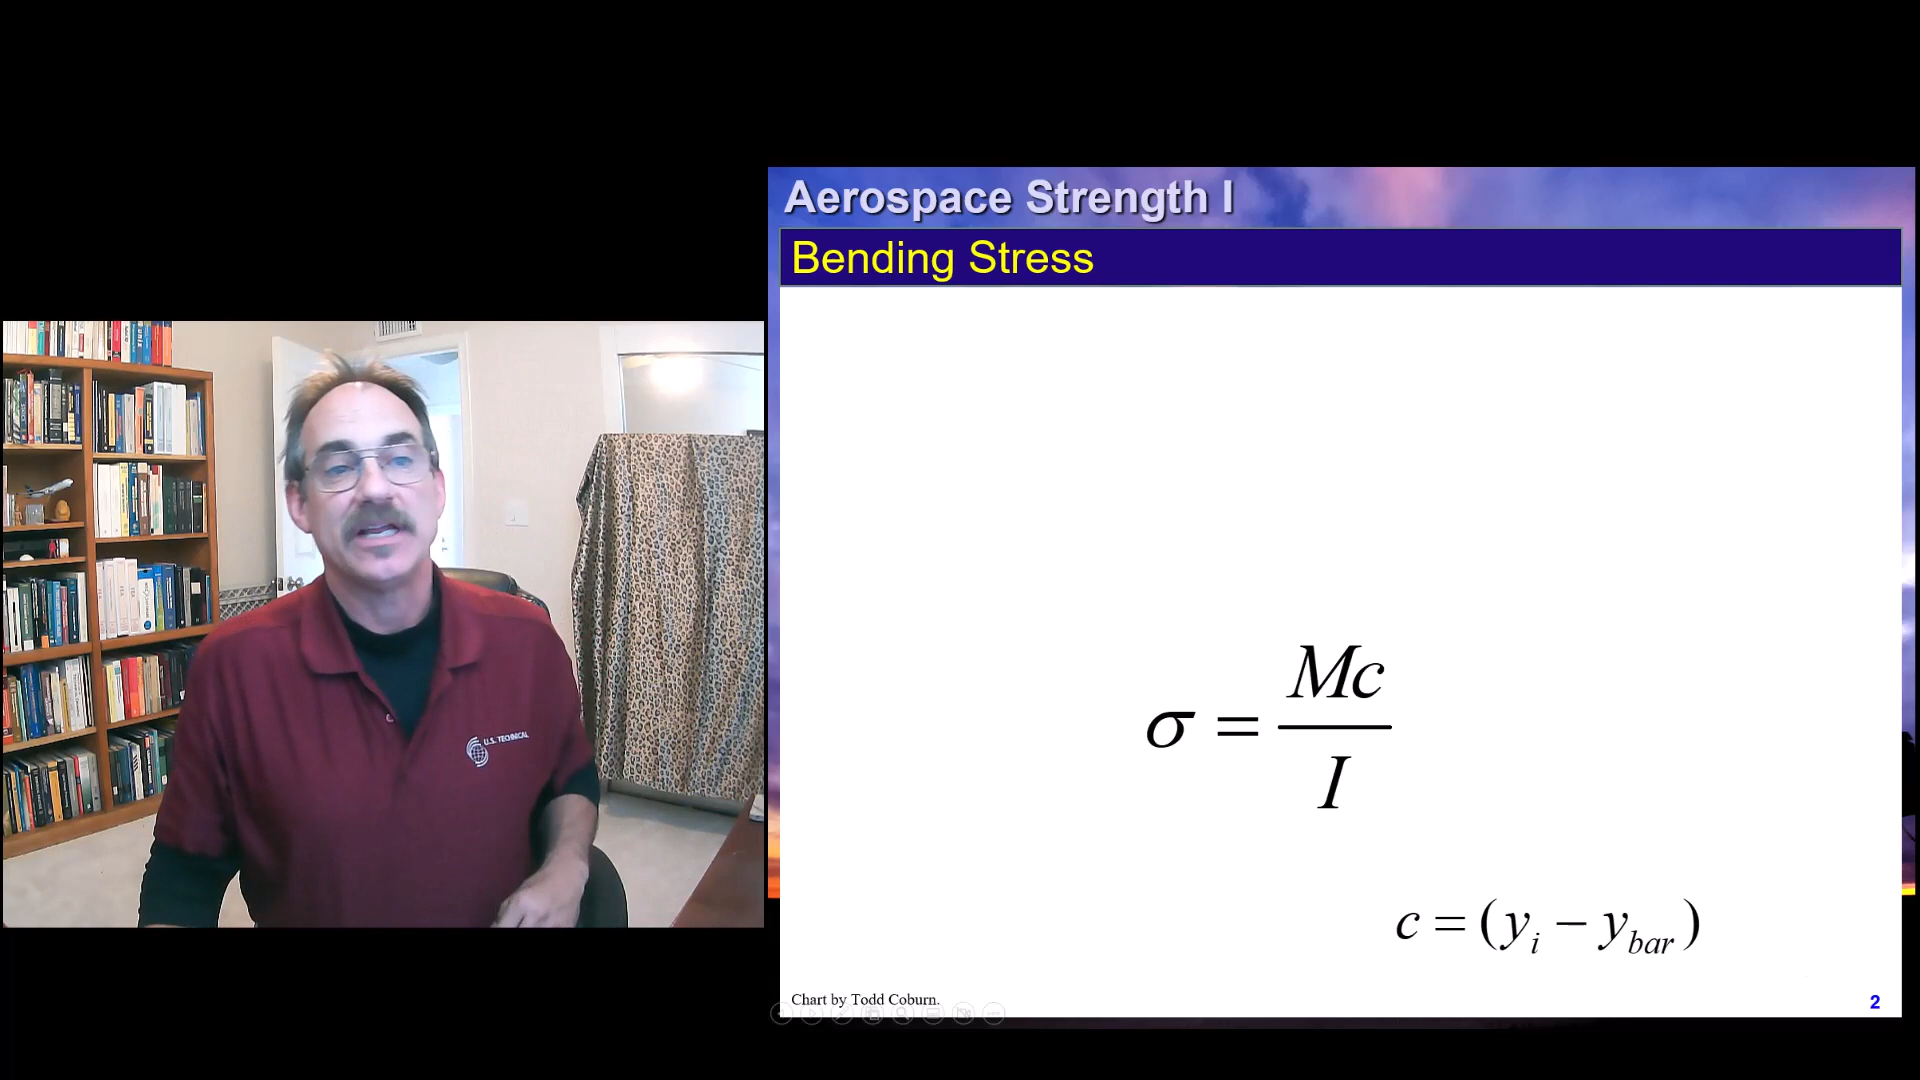 Aerospace Strength I
Bending Stress
σ = Mc / I
c = (y_i − y_bar)
Chart by Todd Coburn.
2
U.S. TECHNICAL